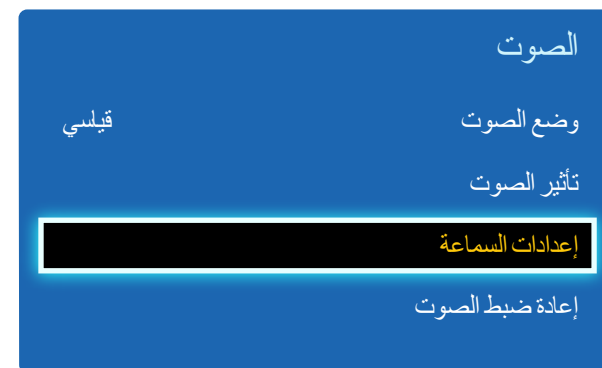 الصوت
وضع الصوت قياسي
تأثير الصوت
إعدادات السماعة
إعادة ضبط الصوت